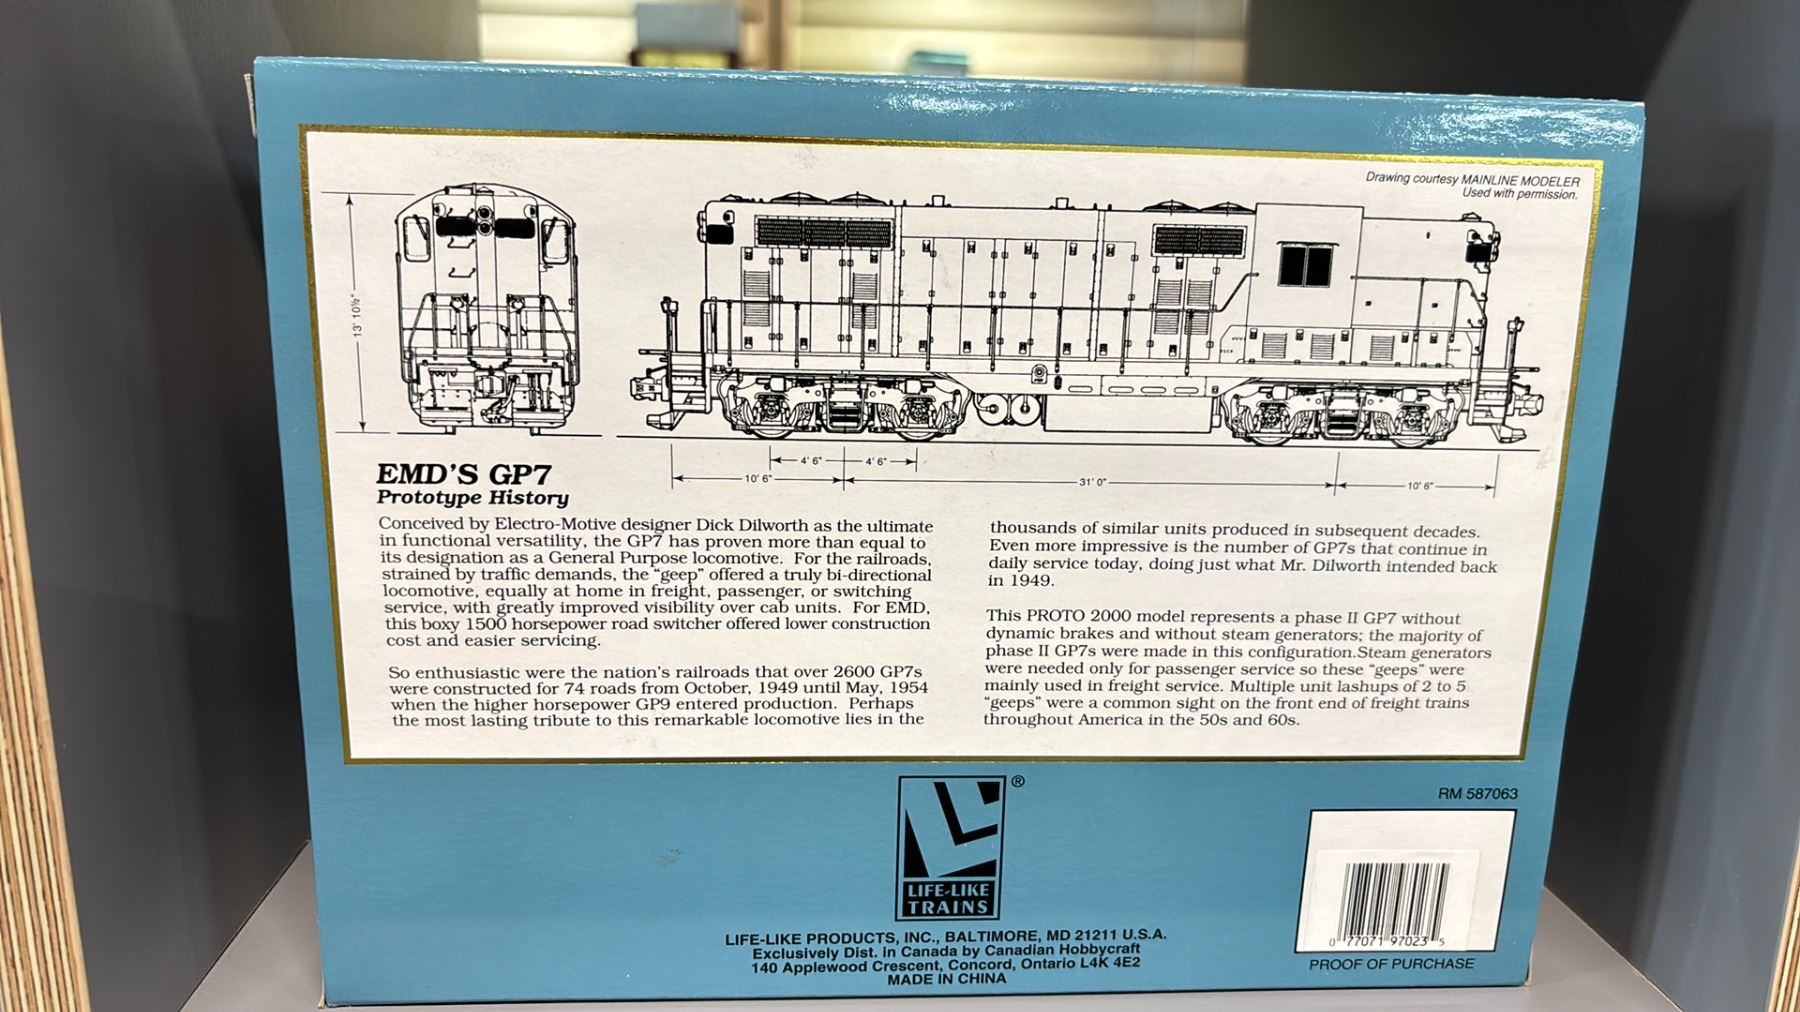 Drawing courtesy MAINLINE MODELER
Used with permission.
13' 10½"
4' 6"
4' 6"
10' 6"
31' 0"
10' 6"
EMD'S GP7
Prototype History
Conceived by Electro-Motive designer Dick Dilworth as the ultimate
in functional versatility, the GP7 has proven more than equal to
its designation as a General Purpose locomotive. For the railroads,
strained by traffic demands, the "geep" offered a truly bi-directional
locomotive, equally at home in freight, passenger, or switching
service, with greatly improved visibility over cab units. For EMD,
this boxy 1500 horsepower road switcher offered lower construction
cost and easier servicing.
So enthusiastic were the nation's railroads that over 2600 GP7s
were constructed for 74 roads from October, 1949 until May, 1954
when the higher horsepower GP9 entered production. Perhaps
the most lasting tribute to this remarkable locomotive lies in the
thousands of similar units produced in subsequent decades.
Even more impressive is the number of GP7s that continue in
daily service today, doing just what Mr. Dilworth intended back
in 1949.
This PROTO 2000 model represents a phase II GP7 without
dynamic brakes and without steam generators; the majority of
phase II GP7s were made in this configuration.Steam generators
were needed only for passenger service so these "geeps" were
mainly used in freight service. Multiple unit lashups of 2 to 5
"geeps" were a common sight on the front end of freight trains
throughout America in the 50s and 60s.
®
LIFE-LIKE
TRAINS
LIFE-LIKE PRODUCTS, INC., BALTIMORE, MD 21211 U.S.A.
Exclusively Dist. in Canada by Canadian Hobbycraft
140 Applewood Crescent, Concord, Ontario L4K 4E2
MADE IN CHINA
RM 587063
0 77071 97023 5
PROOF OF PURCHASE